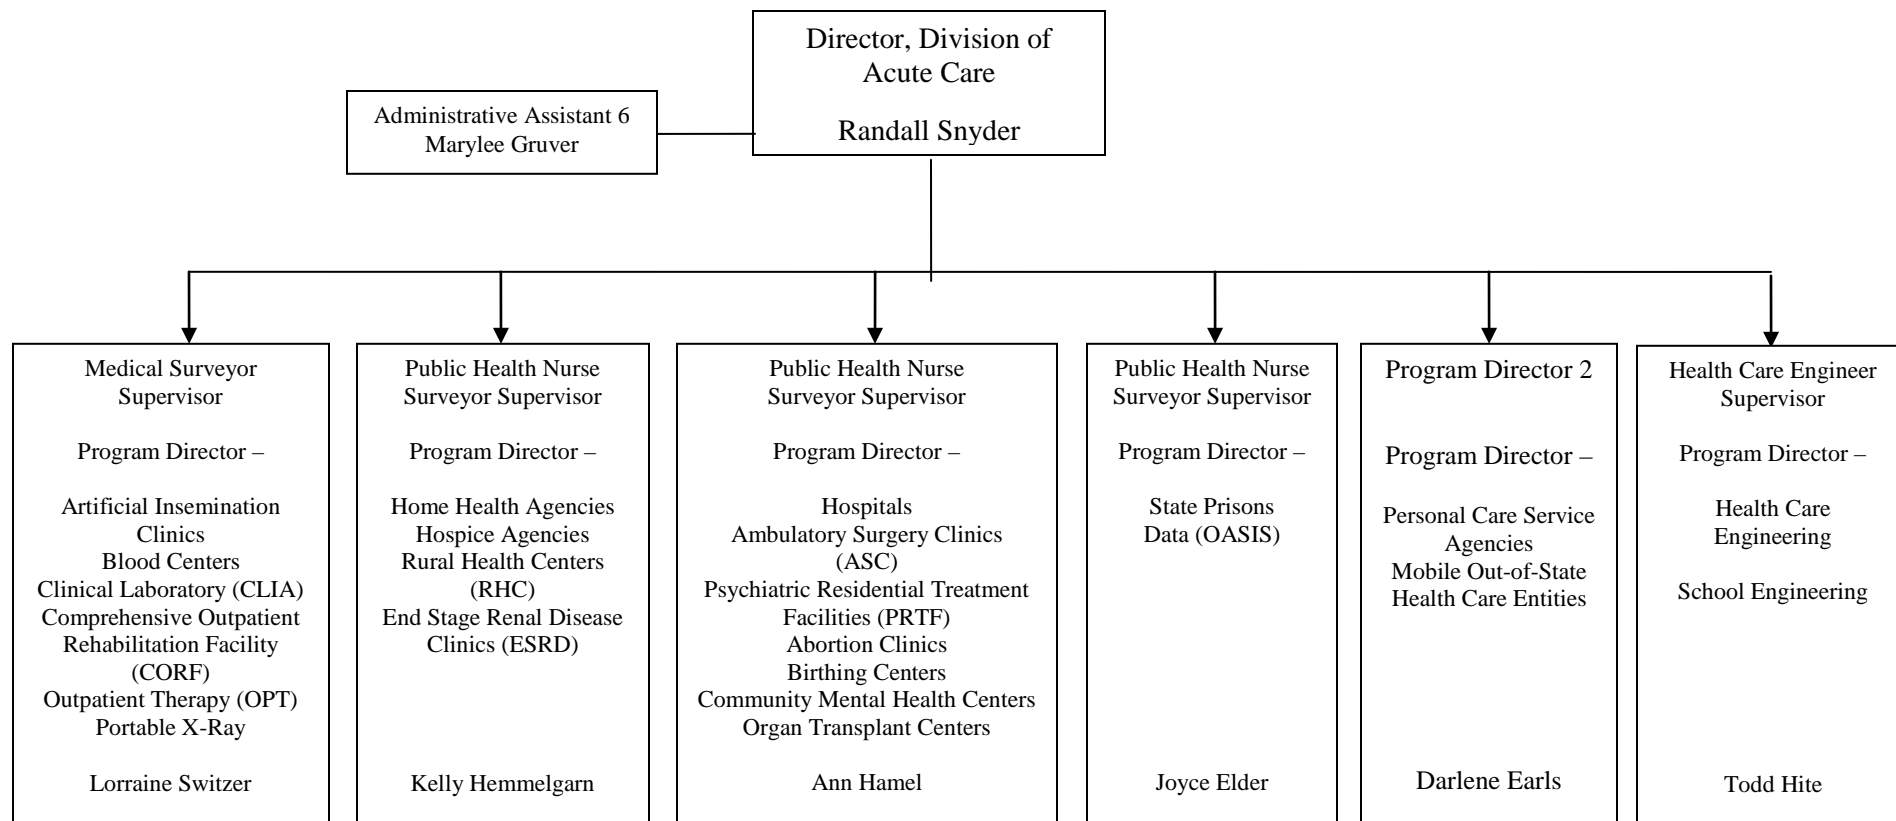 Director, Division of
Acute Care
Randall Snyder
Administrative Assistant 6
Marylee Gruver
Medical Surveyor
Supervisor
Program Director –
Artificial Insemination
Clinics
Blood Centers
Clinical Laboratory (CLIA)
Comprehensive Outpatient
Rehabilitation Facility
(CORF)
Outpatient Therapy (OPT)
Portable X-Ray
Lorraine Switzer
Public Health Nurse
Surveyor Supervisor
Program Director –
Home Health Agencies
Hospice Agencies
Rural Health Centers
(RHC)
End Stage Renal Disease
Clinics (ESRD)
Kelly Hemmelgarn
Public Health Nurse
Surveyor Supervisor
Program Director –
Hospitals
Ambulatory Surgery Clinics
(ASC)
Psychiatric Residential Treatment
Facilities (PRTF)
Abortion Clinics
Birthing Centers
Community Mental Health Centers
Organ Transplant Centers
Ann Hamel
Public Health Nurse
Surveyor Supervisor
Program Director –
State Prisons
Data (OASIS)
Joyce Elder
Program Director 2
Program Director –
Personal Care Service
Agencies
Mobile Out-of-State
Health Care Entities
Darlene Earls
Health Care Engineer
Supervisor
Program Director –
Health Care
Engineering
School Engineering
Todd Hite